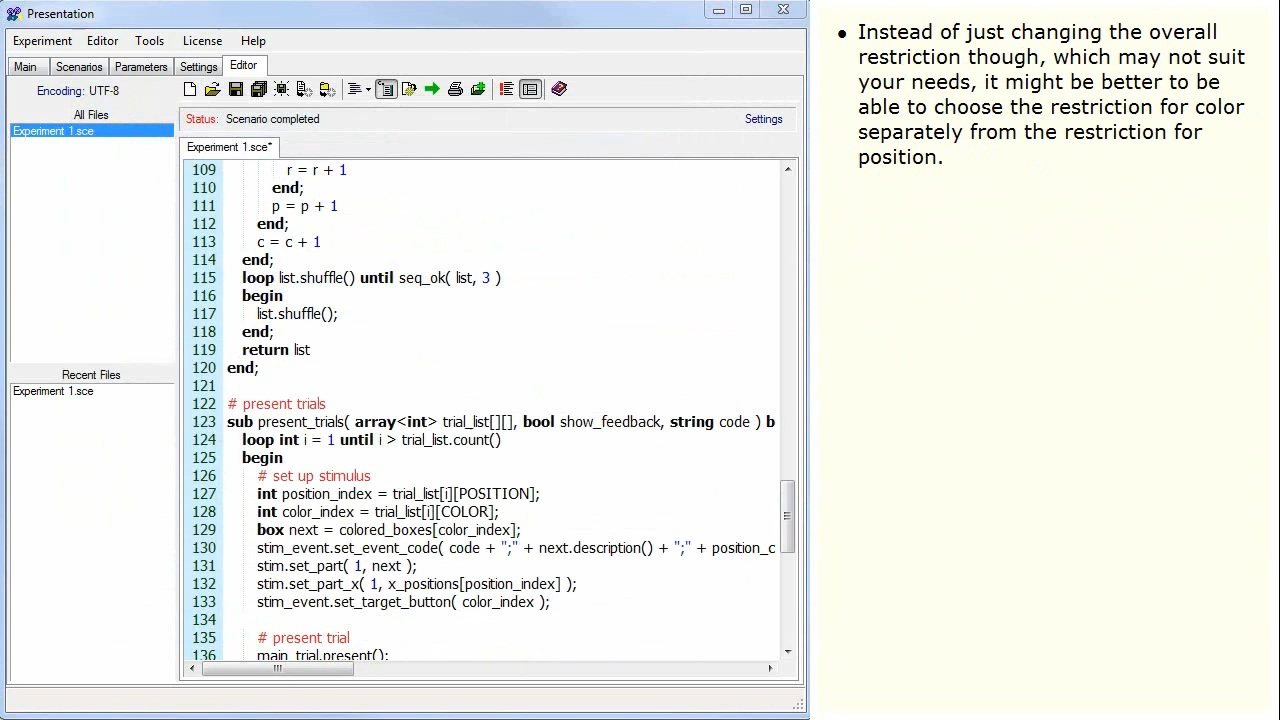 Presentation
Experiment Editor Tools License Help
Main Scenarios Parameters Settings Editor
Encoding: UTF-8
All Files
Experiment 1.sce
Recent Files
Experiment 1.sce
Status: Scenario completed Settings
Experiment 1.sce*
109 r = r + 1
110 end;
111 p = p + 1
112 end;
113 c = c + 1
114 end;
115 loop list.shuffle() until seq_ok( list, 3 )
116 begin
117 list.shuffle();
118 end;
119 return list
120 end;
121
122 # present trials
123 sub present_trials( array<int> trial_list[][], bool show_feedback, string code ) b
124 loop int i = 1 until i > trial_list.count()
125 begin
126 # set up stimulus
127 int position_index = trial_list[i][POSITION];
128 int color_index = trial_list[i][COLOR];
129 box next = colored_boxes[color_index];
130 stim_event.set_event_code( code + ";" + next.description() + ";" + position_c
131 stim.set_part( 1, next );
132 stim.set_part_x( 1, x_positions[position_index] );
133 stim_event.set_target_button( color_index );
134
135 # present trial
136 main_trial.present();
• Instead of just changing the overall
restriction though, which may not suit
your needs, it might be better to be
able to choose the restriction for color
separately from the restriction for
position.